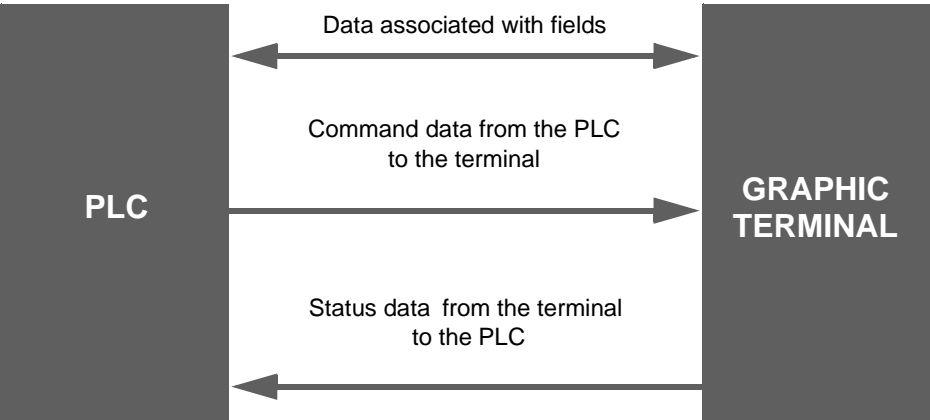 Data associated with fields
Command data from the PLC
to the terminal
PLC
GRAPHIC
TERMINAL
Status data from the terminal
to the PLC